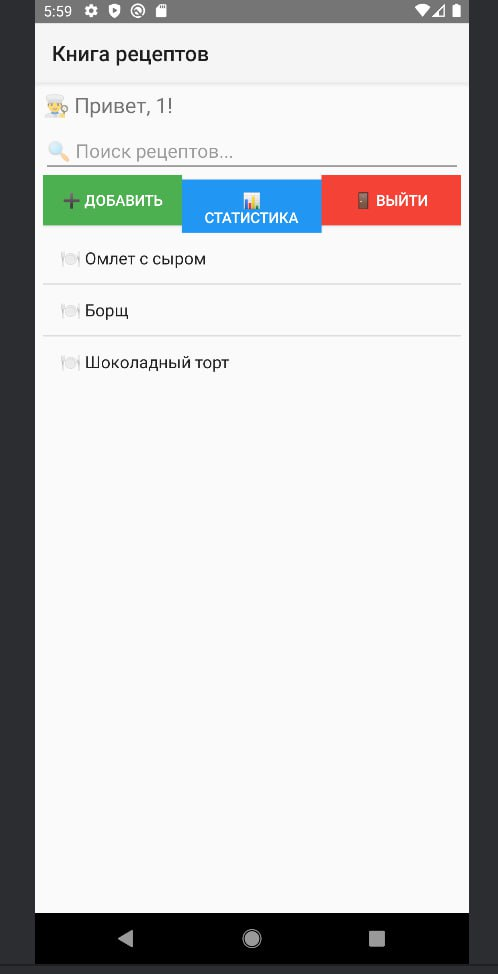 5:59
Книга рецептов
👨‍🍳 Привет, 1!
🔍 Поиск рецептов...
➕ ДОБАВИТЬ
📊
СТАТИСТИКА
🚪 ВЫЙТИ
🍽️ Омлет с сыром
🍽️ Борщ
🍽️ Шоколадный торт